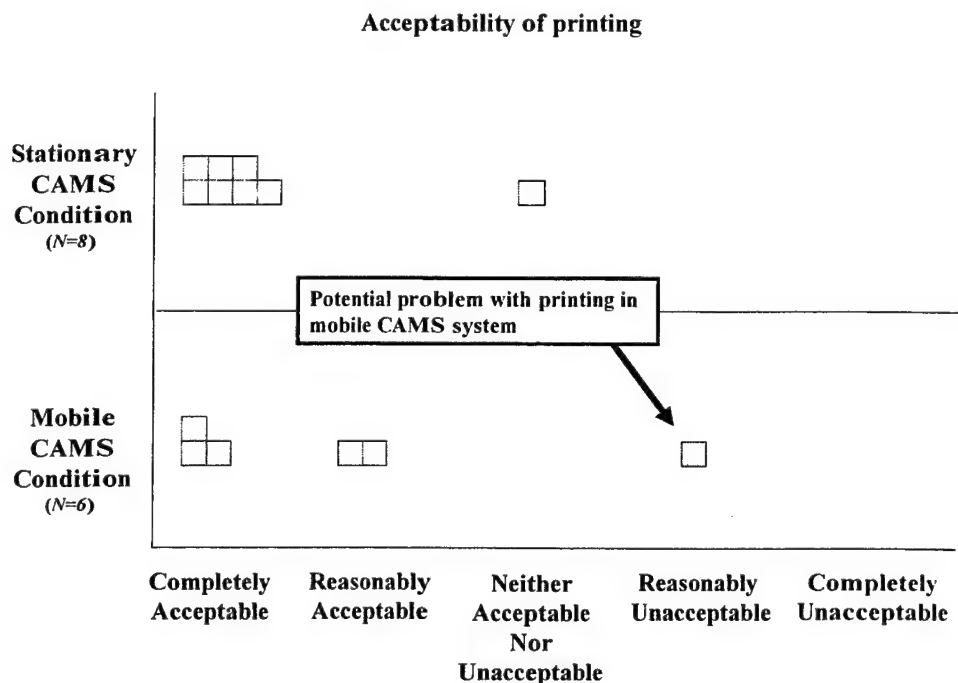 Acceptability of printing
Stationary
CAMS
Condition
(N=8)
Potential problem with printing in
mobile CAMS system
Mobile
CAMS
Condition
(N=6)
Completely
Acceptable
Reasonably
Acceptable
Neither
Acceptable
Nor
Unacceptable
Reasonably
Unacceptable
Completely
Unacceptable